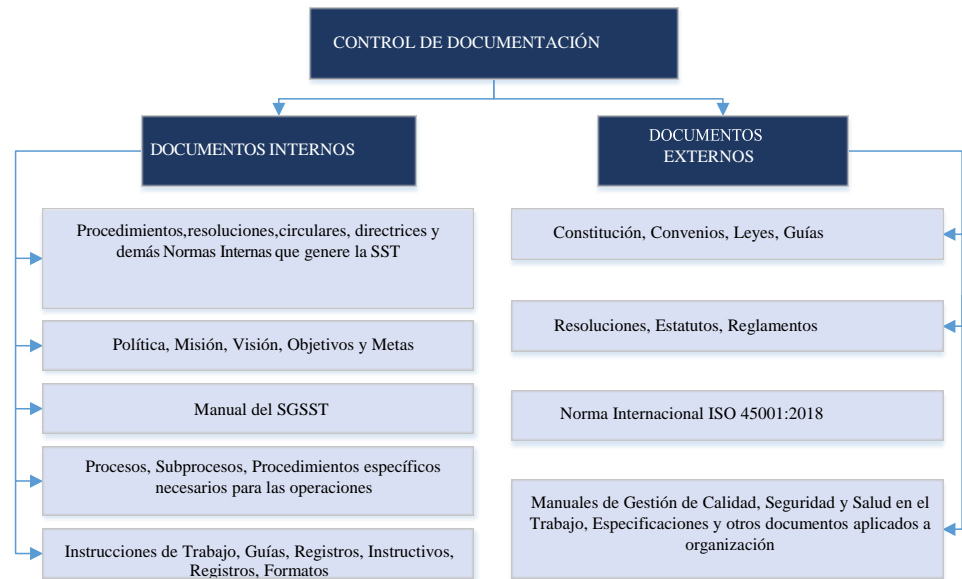 CONTROL DE DOCUMENTACIÓN
DOCUMENTOS INTERNOS
Procedimientos,resoluciones,circulares, directrices y
demás Normas Internas que genere la SST
Política, Misión, Visión, Objetivos y Metas
Manual del SGSST
Procesos, Subprocesos, Procedimientos específicos
necesarios para las operaciones
Instrucciones de Trabajo, Guías, Registros, Instructivos,
Registros, Formatos
DOCUMENTOS
EXTERNOS
Constitución, Convenios, Leyes, Guías
Resoluciones, Estatutos, Reglamentos
Norma Internacional ISO 45001:2018
Manuales de Gestión de Calidad, Seguridad y Salud en el
Trabajo, Especificaciones y otros documentos aplicados a
organización